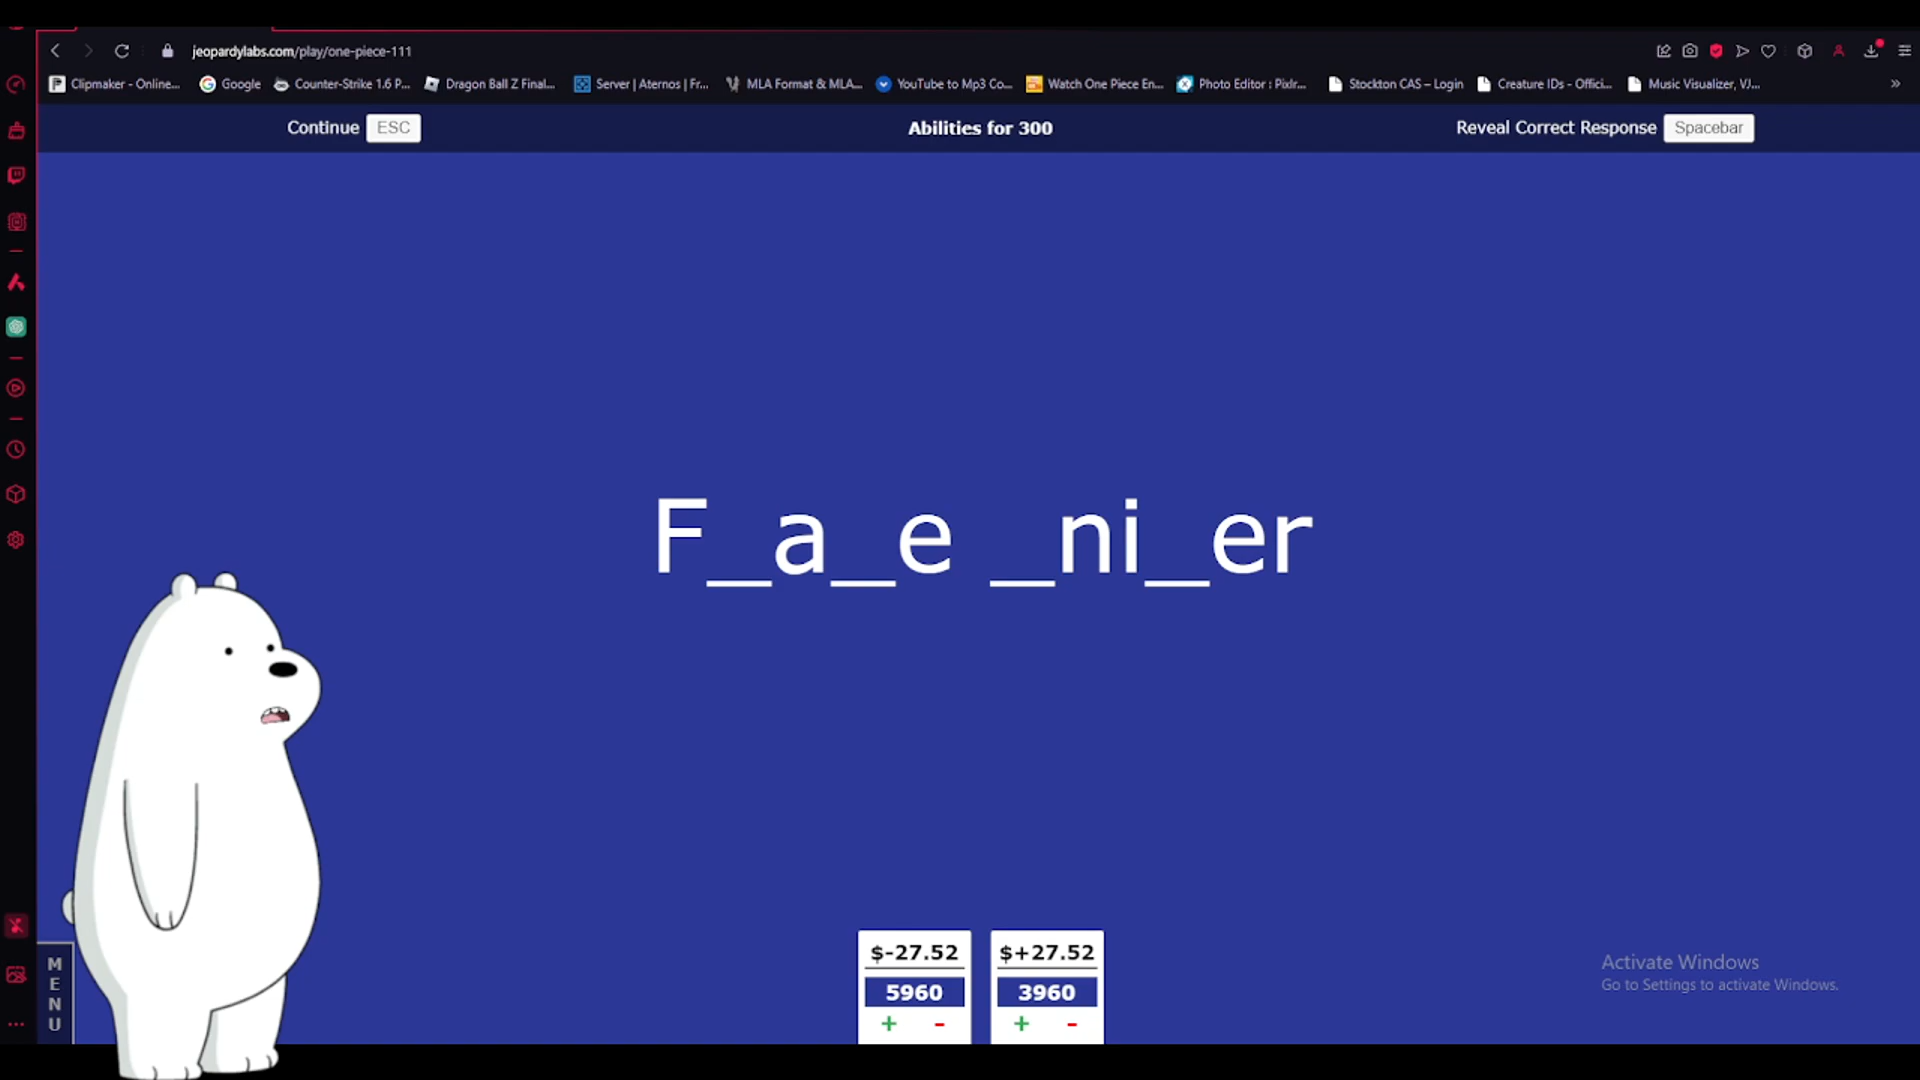 jeopardylabs.com/play/one-piece-111
Clipmaker - Online...
Google
Counter-Strike 1.6 P...
Dragon Ball Z Final...
Server | Aternos | Fr...
MLA Format & MLA...
YouTube to Mp3 Co...
Watch One Piece En...
Photo Editor : Pixlr...
Stockton CAS – Login
Creature IDs - Offici...
Music Visualizer, VJ...
Continue ESC
Abilities for 300
Reveal Correct Response Spacebar
F_a_e _ni_er
MENU
$-27.52
5960
+ -
$+27.52
3960
+ -
Activate Windows
Go to Settings to activate Windows.